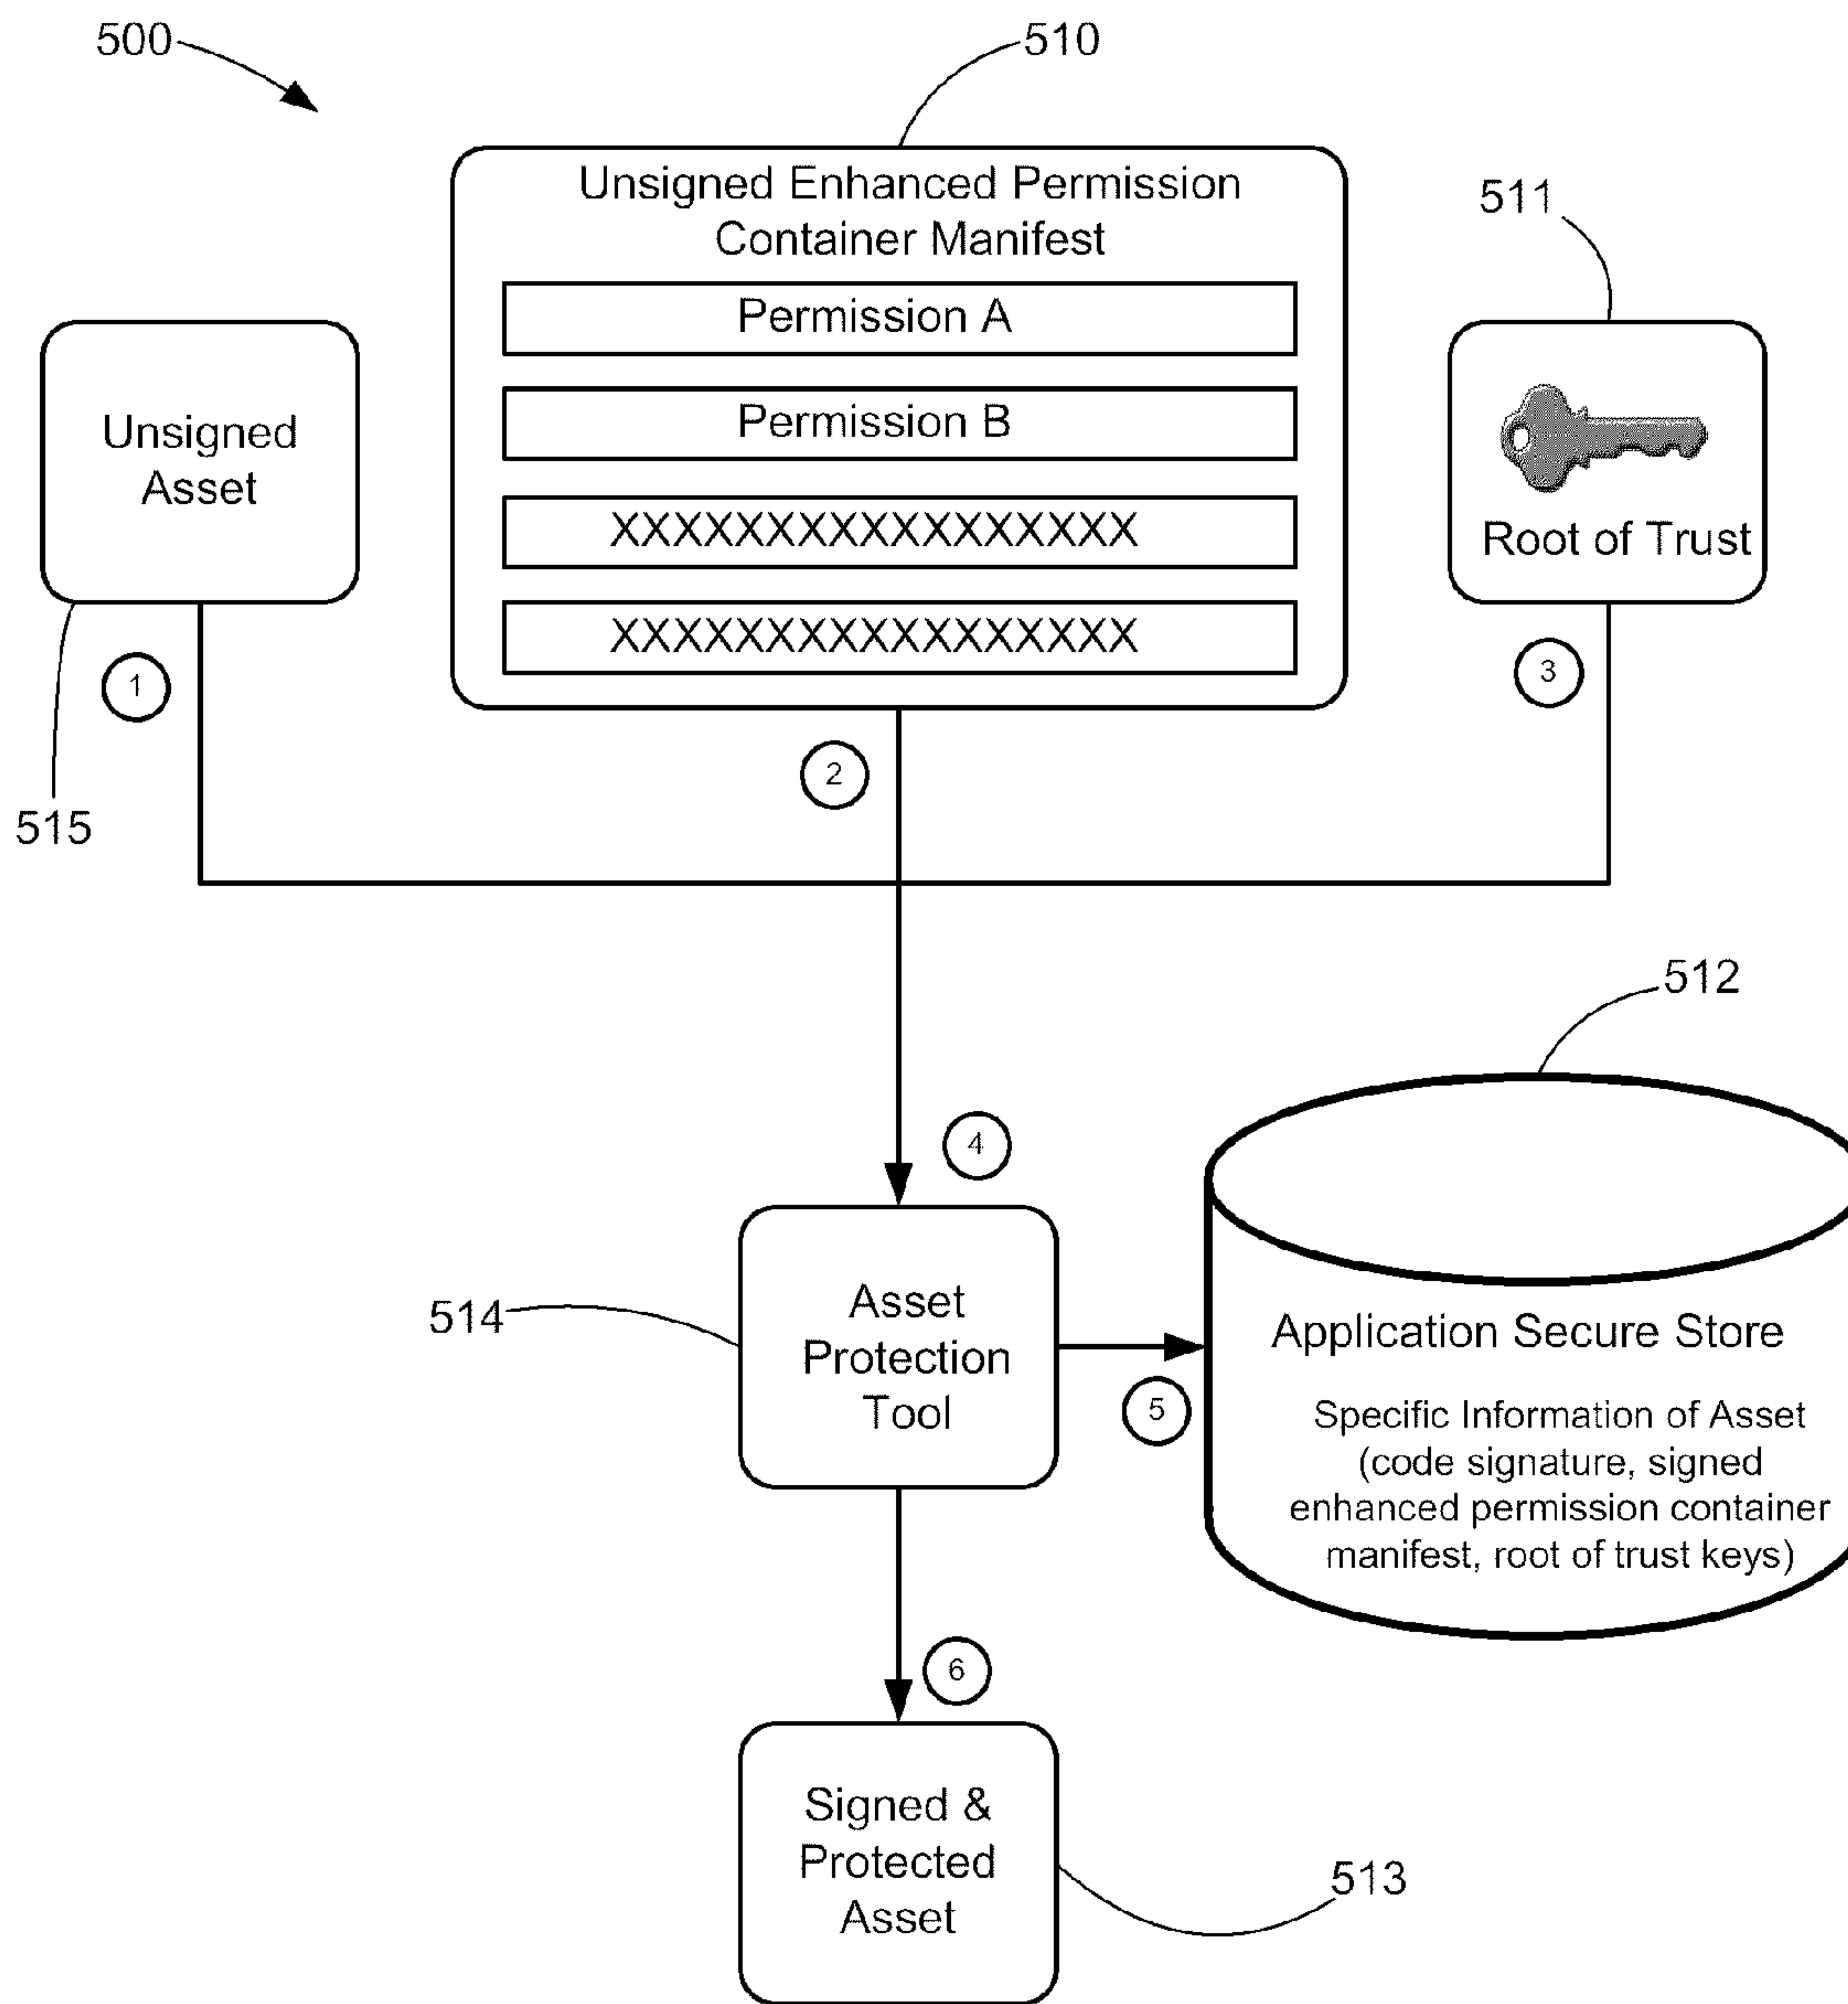 500
510
Unsigned Enhanced Permission
Container Manifest
Permission A
Permission B
XXXXXXXXXXXXXXXXX
XXXXXXXXXXXXXXXXX
511
Root of Trust
Unsigned
Asset
515
1
2
3
4
512
Asset
Protection
Tool
514
5
Application Secure Store
Specific Information of Asset
(code signature, signed
enhanced permission container
manifest, root of trust keys)
6
Signed &
Protected
Asset
513